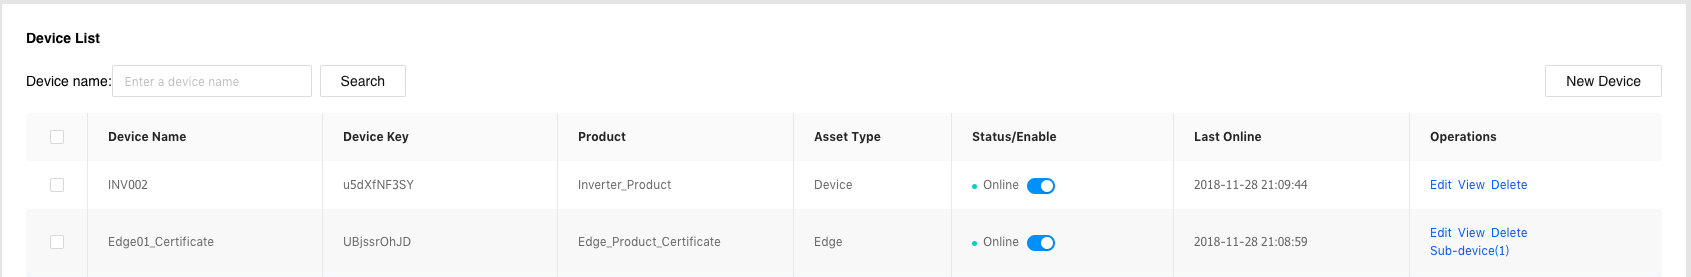 Device List
Device name: Enter a device name Search New Device
Device Name Device Key Product Asset Type Status/Enable Last Online Operations
INV002 u5dXfNF3SY Inverter_Product Device Online 2018-11-28 21:09:44 Edit View Delete
Edge01_Certificate UBjssrOhJD Edge_Product_Certificate Edge Online 2018-11-28 21:08:59 Edit View Delete
Sub-device(1)